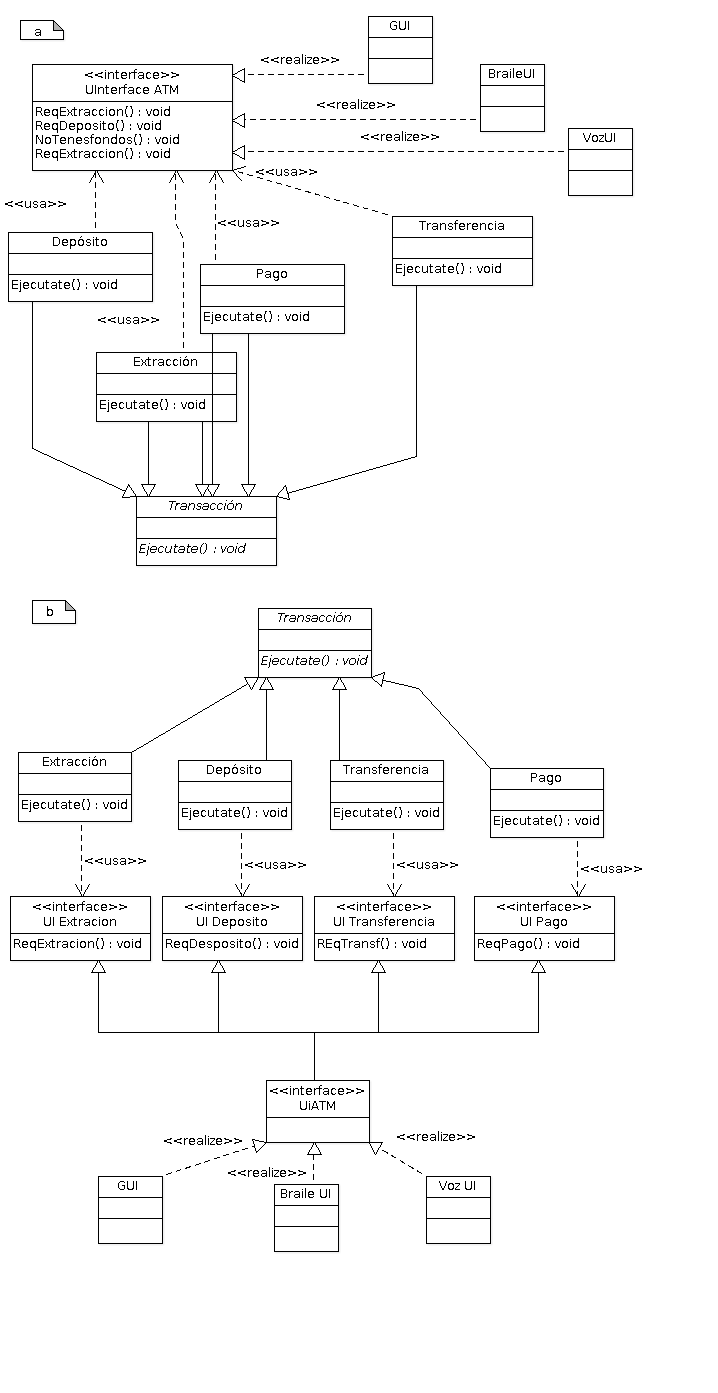 a
GUI
<<realize>>
<<interface>>
UInterface ATM
BraileUI
ReqExtraccion() : void
ReqDeposito() : void
NoTenesfondos() : void
ReqExtraccion() : void
<<realize>>
VozUI
<<realize>>
<<usa>>
<<usa>>
<<usa>>
Transferencia
Ejecutate() : void
Depósito
Ejecutate() : void
Pago
Ejecutate() : void
<<usa>>
Extracción
Ejecutate() : void
Transacción
Ejecutate() : void
b
Transacción
Ejecutate() : void
Extracción
Ejecutate() : void
Depósito
Ejecutate() : void
Transferencia
Ejecutate() : void
Pago
Ejecutate() : void
<<usa>>
<<usa>>
<<usa>>
<<usa>>
<<interface>>
UI Extracion
ReqExtracion() : void
<<interface>>
UI Deposito
ReqDesposito() : void
<<interface>>
UI Transferencia
REqTransf() : void
<<interface>>
UI Pago
ReqPago() : void
<<interface>>
UiATM
<<realize>>
<<realize>>
<<realize>>
GUI
Braile UI
Voz UI